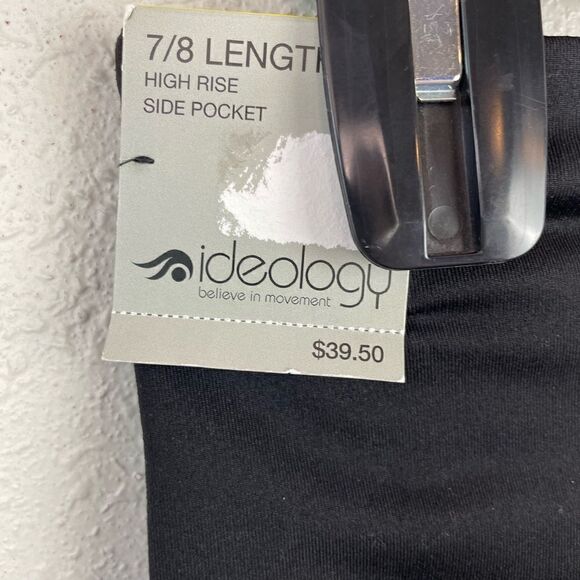 7/8 LENGTH
HIGH RISE
SIDE POCKET
ideology
believe in movement
$39.50